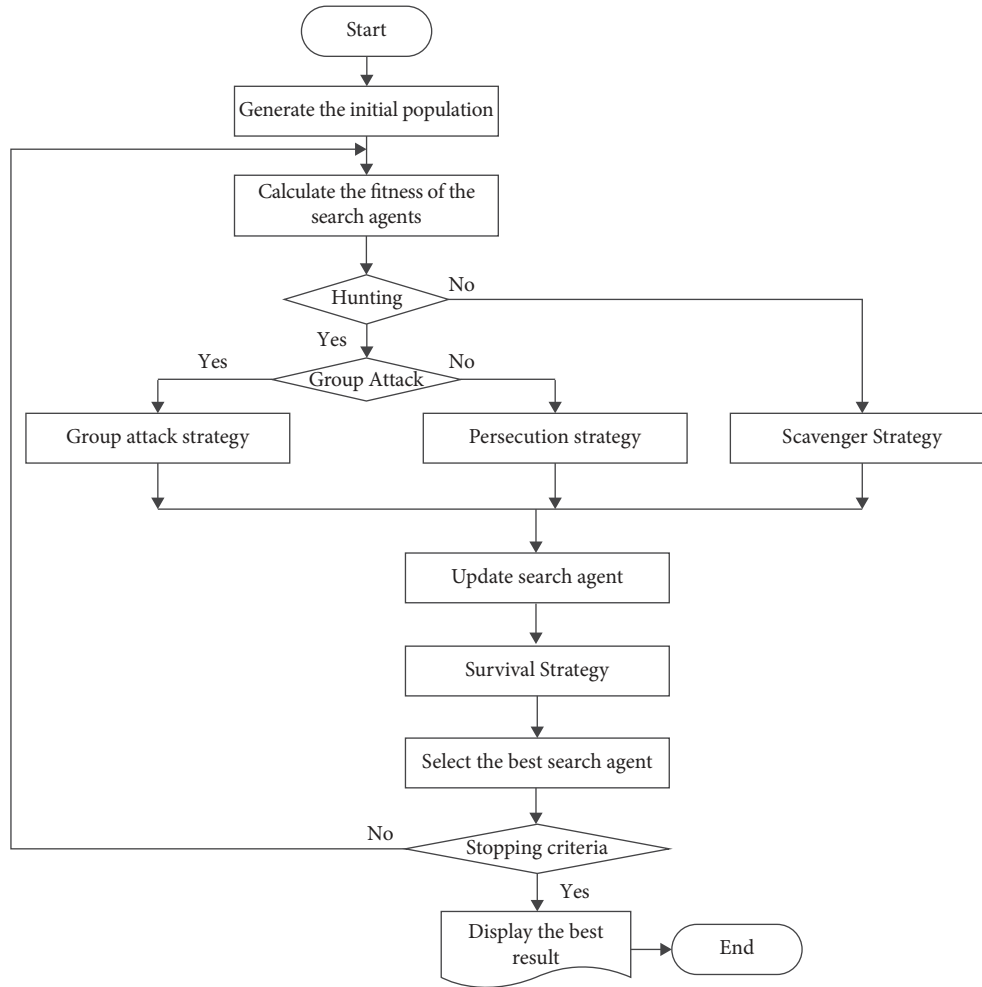 Start
Generate the initial population
Calculate the fitness of the
search agents
Hunting
No
Yes
Yes
Group Attack
No
Group attack strategy
Persecution strategy
Scavenger Strategy
Update search agent
Survival Strategy
Select the best search agent
No
Stopping criteria
Yes
Display the best
result
End